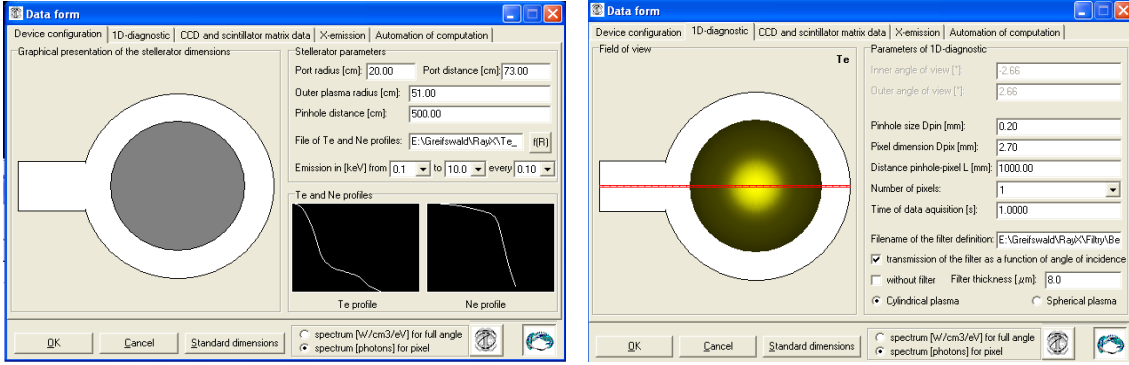 Data form
Device configuration 1D-diagnostic CCD and scintillator matrix data X-emission Automation of computation
Graphical presentation of the stellerator dimensions
Stellerator parameters
Port radius [cm]: 20.00 Port distance [cm]: 73.00
Outer plasma radius [cm]: 51.00
Pinhole distance [cm]: 500.00
File of Te and Ne profiles: E:\Greifswald\RayX\Te_ f(R)
Emission in [keV] from 0.1 to 10.0 every 0.10
Te and Ne profiles
Te profile Ne profile
OK Cancel Standard dimensions
spectrum [W/cm3/eV] for full angle
spectrum [photons] for pixel
Data form
Device configuration 1D-diagnostic CCD and scintillator matrix data X-emission Automation of computation
Field of view
Te
Parameters of 1D-diagnostic
Inner angle of view [°]: -2.66
Outer angle of view [°]: 2.66
Pinhole size Dpin [mm]: 0.20
Pixel dimension Dpix [mm]: 2.70
Distance pinhole-pixel L [mm]: 1000.00
Number of pixels: 1
Time of data aquisition [s]: 1.0000
Filename of the filter definition: E:\Greifswald\RayX\Filtry\Be
transmission of the filter as a function of angle of incidence
without filter Filter thickness [µm]: 8.0
Cylindrical plasma Spherical plasma
OK Cancel Standard dimensions
spectrum [W/cm3/eV] for full angle
spectrum [photons] for pixel